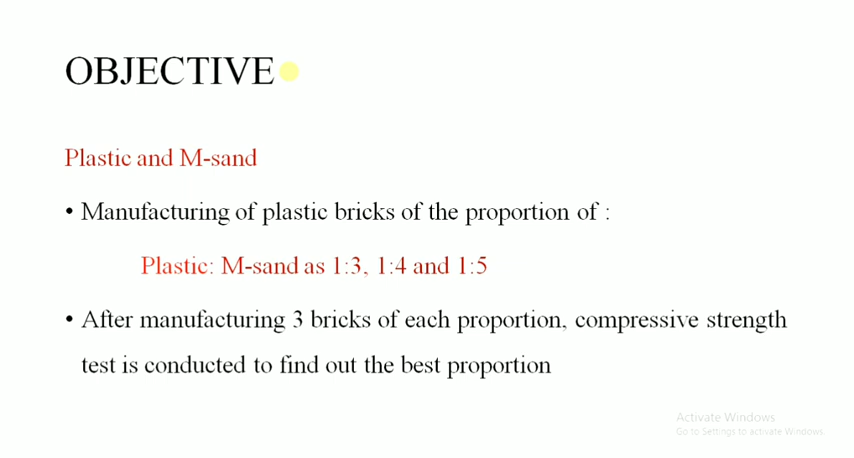 OBJECTIVE
Plastic and M-sand
• Manufacturing of plastic bricks of the proportion of :
Plastic: M-sand as 1:3, 1:4 and 1:5
• After manufacturing 3 bricks of each proportion, compressive strength
test is conducted to find out the best proportion
Activate Windows
Go to Settings to activate Windows.